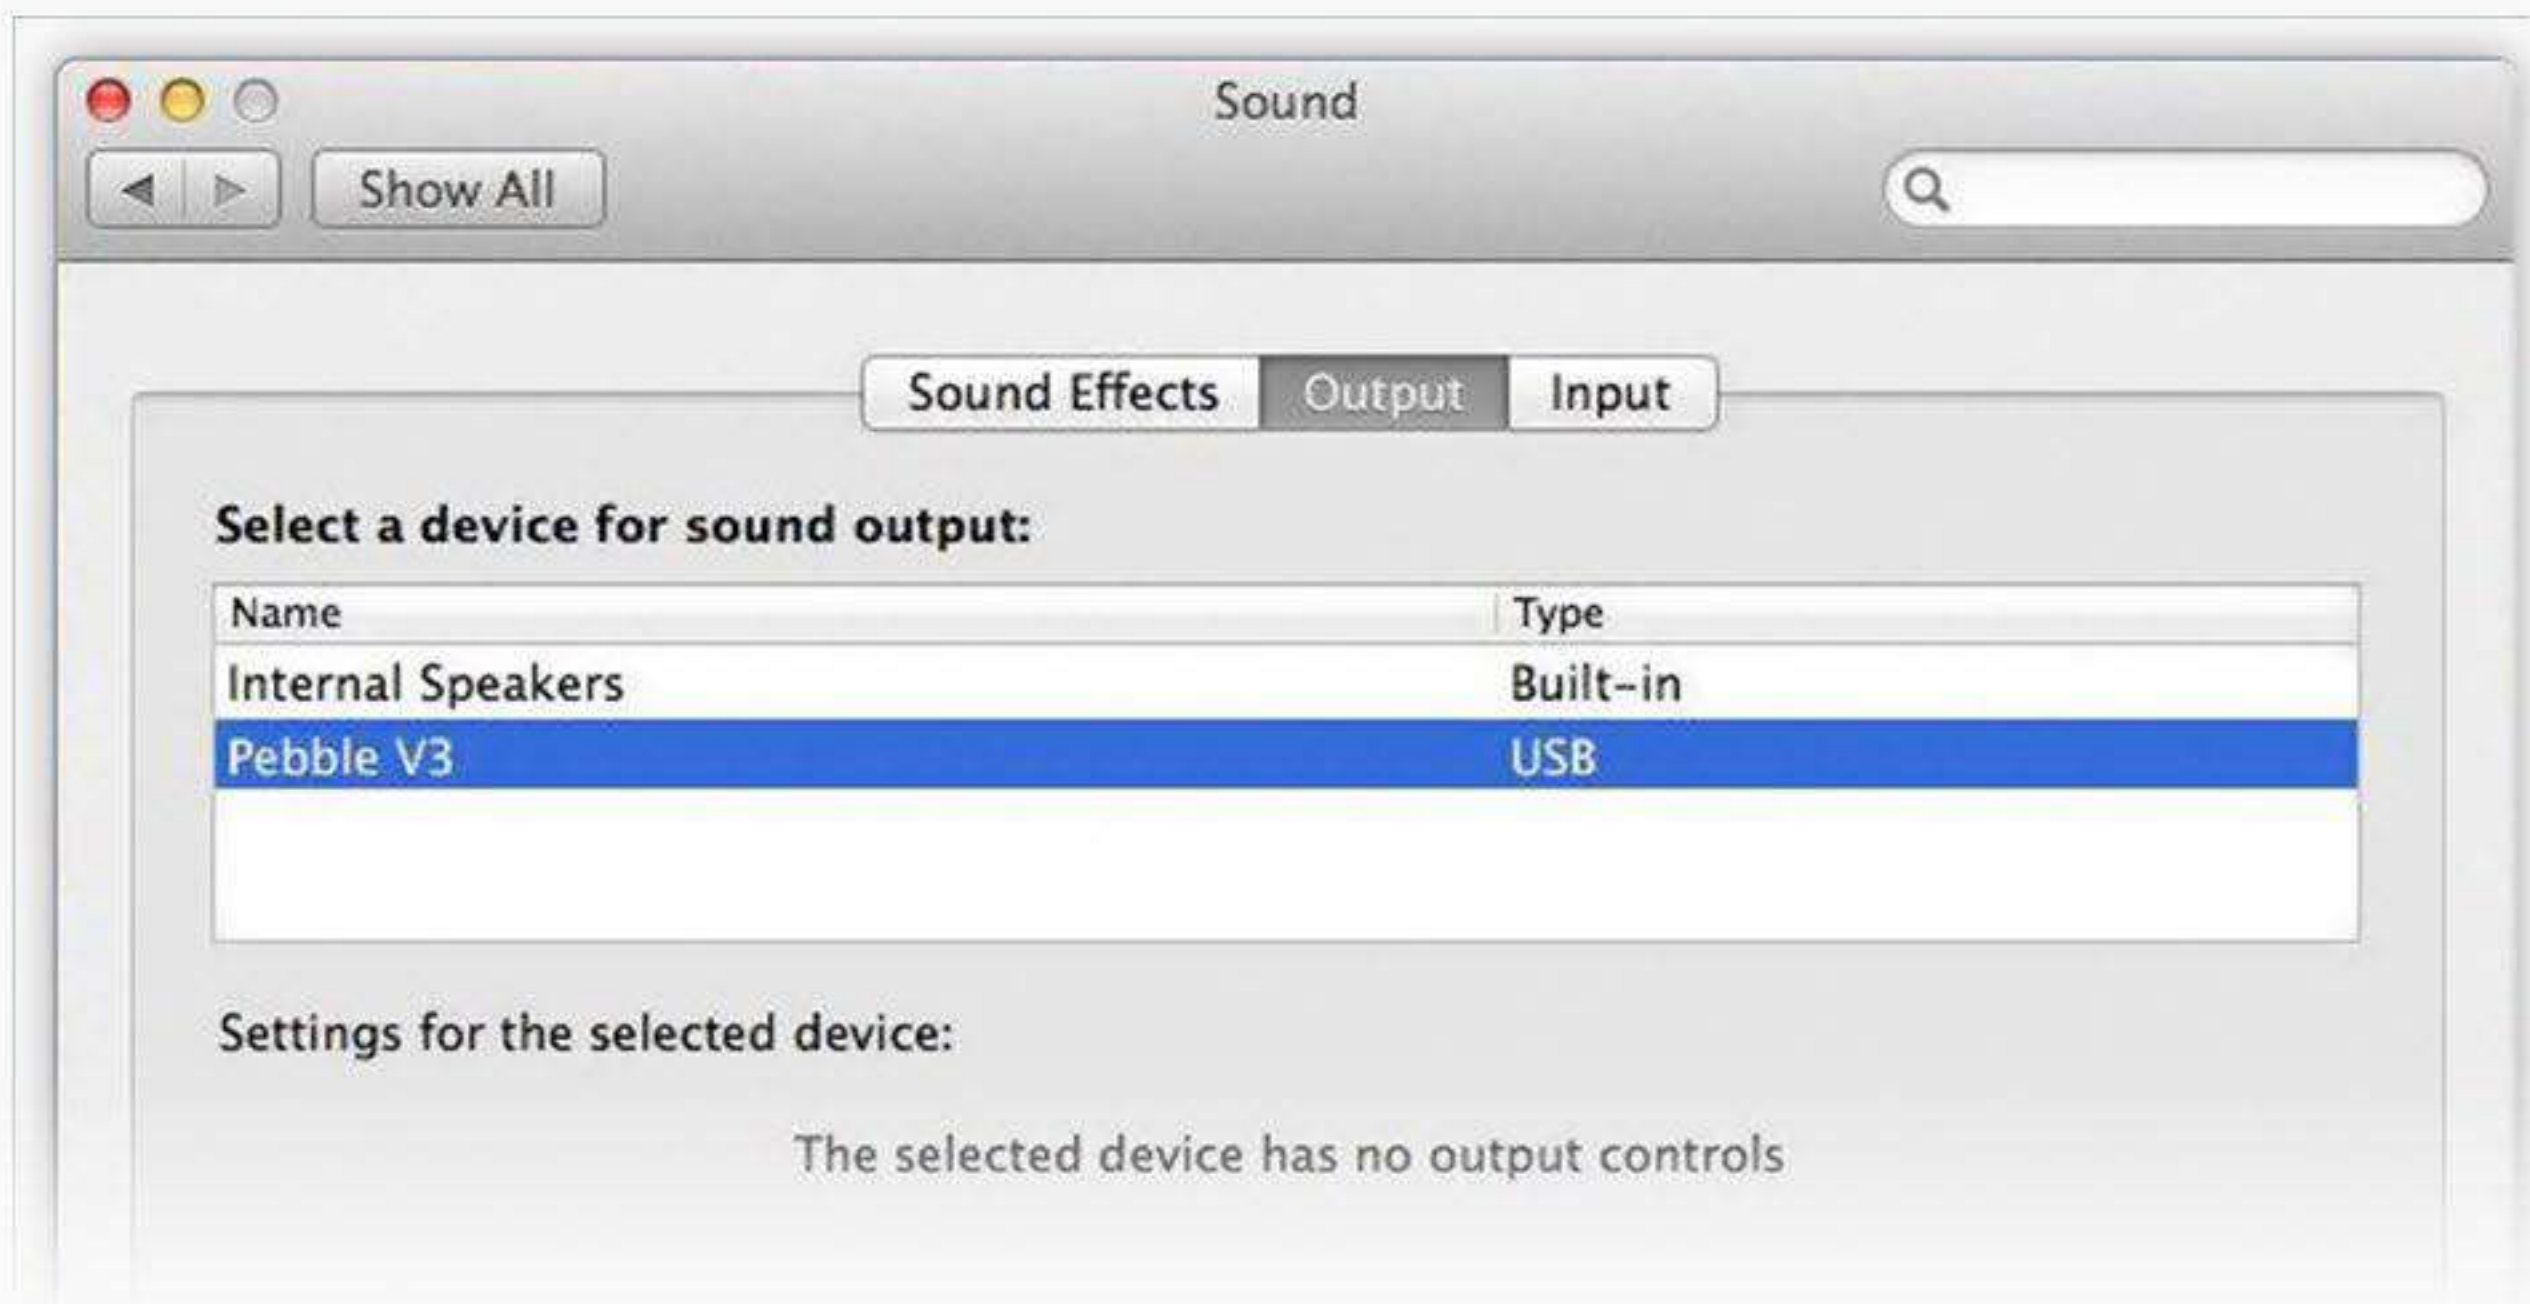 Sound
Show All
Sound Effects Output Input
Select a device for sound output:
Name Type
Internal Speakers Built-in
Pebble V3 USB
Settings for the selected device:
The selected device has no output controls